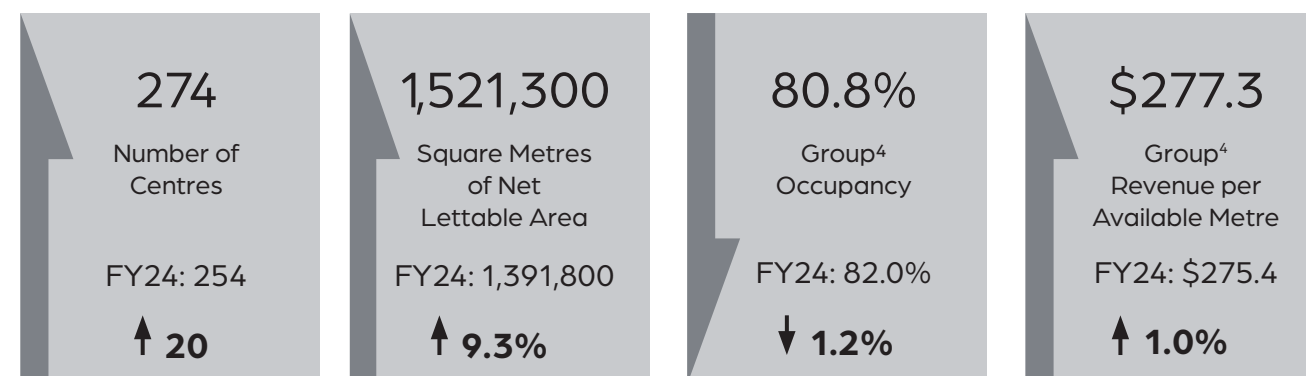 274
Number of
Centres
FY24: 254
20
1,521,300
Square Metres
of Net
Lettable Area
FY24: 1,391,800
9.3%
80.8%
Group⁴
Occupancy
FY24: 82.0%
1.2%
$277.3
Group⁴
Revenue per
Available Metre
FY24: $275.4
1.0%